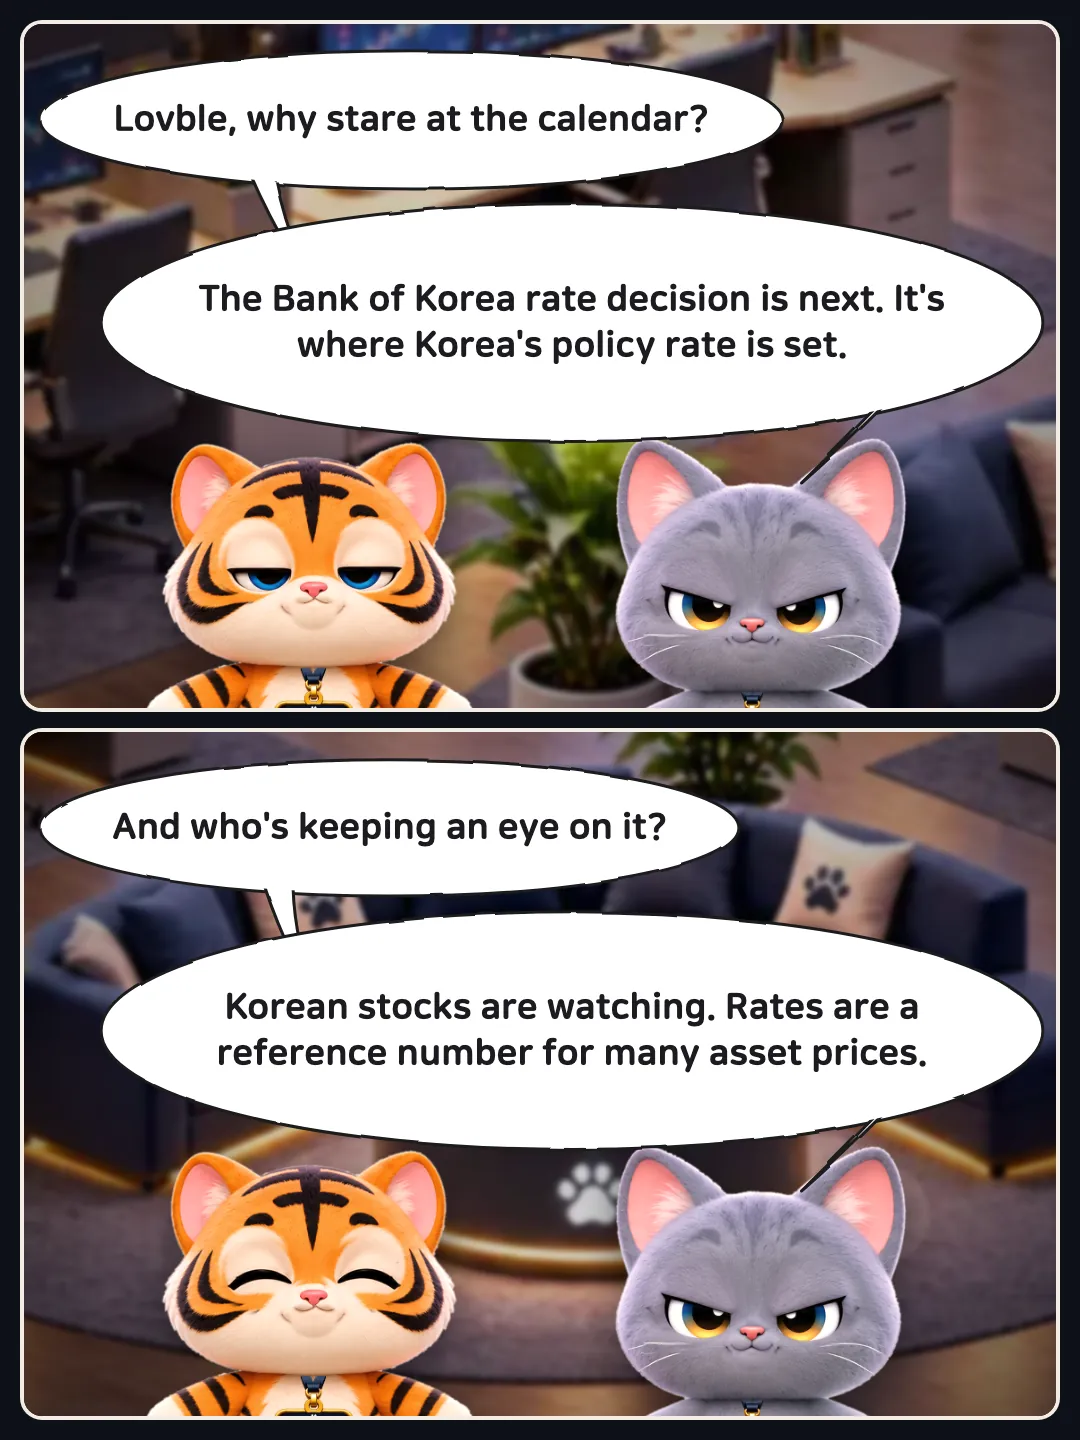 Lovble, why stare at the calendar?
The Bank of Korea rate decision is next. It's
where Korea's policy rate is set.
And who's keeping an eye on it?
Korean stocks are watching. Rates are a
reference number for many asset prices.